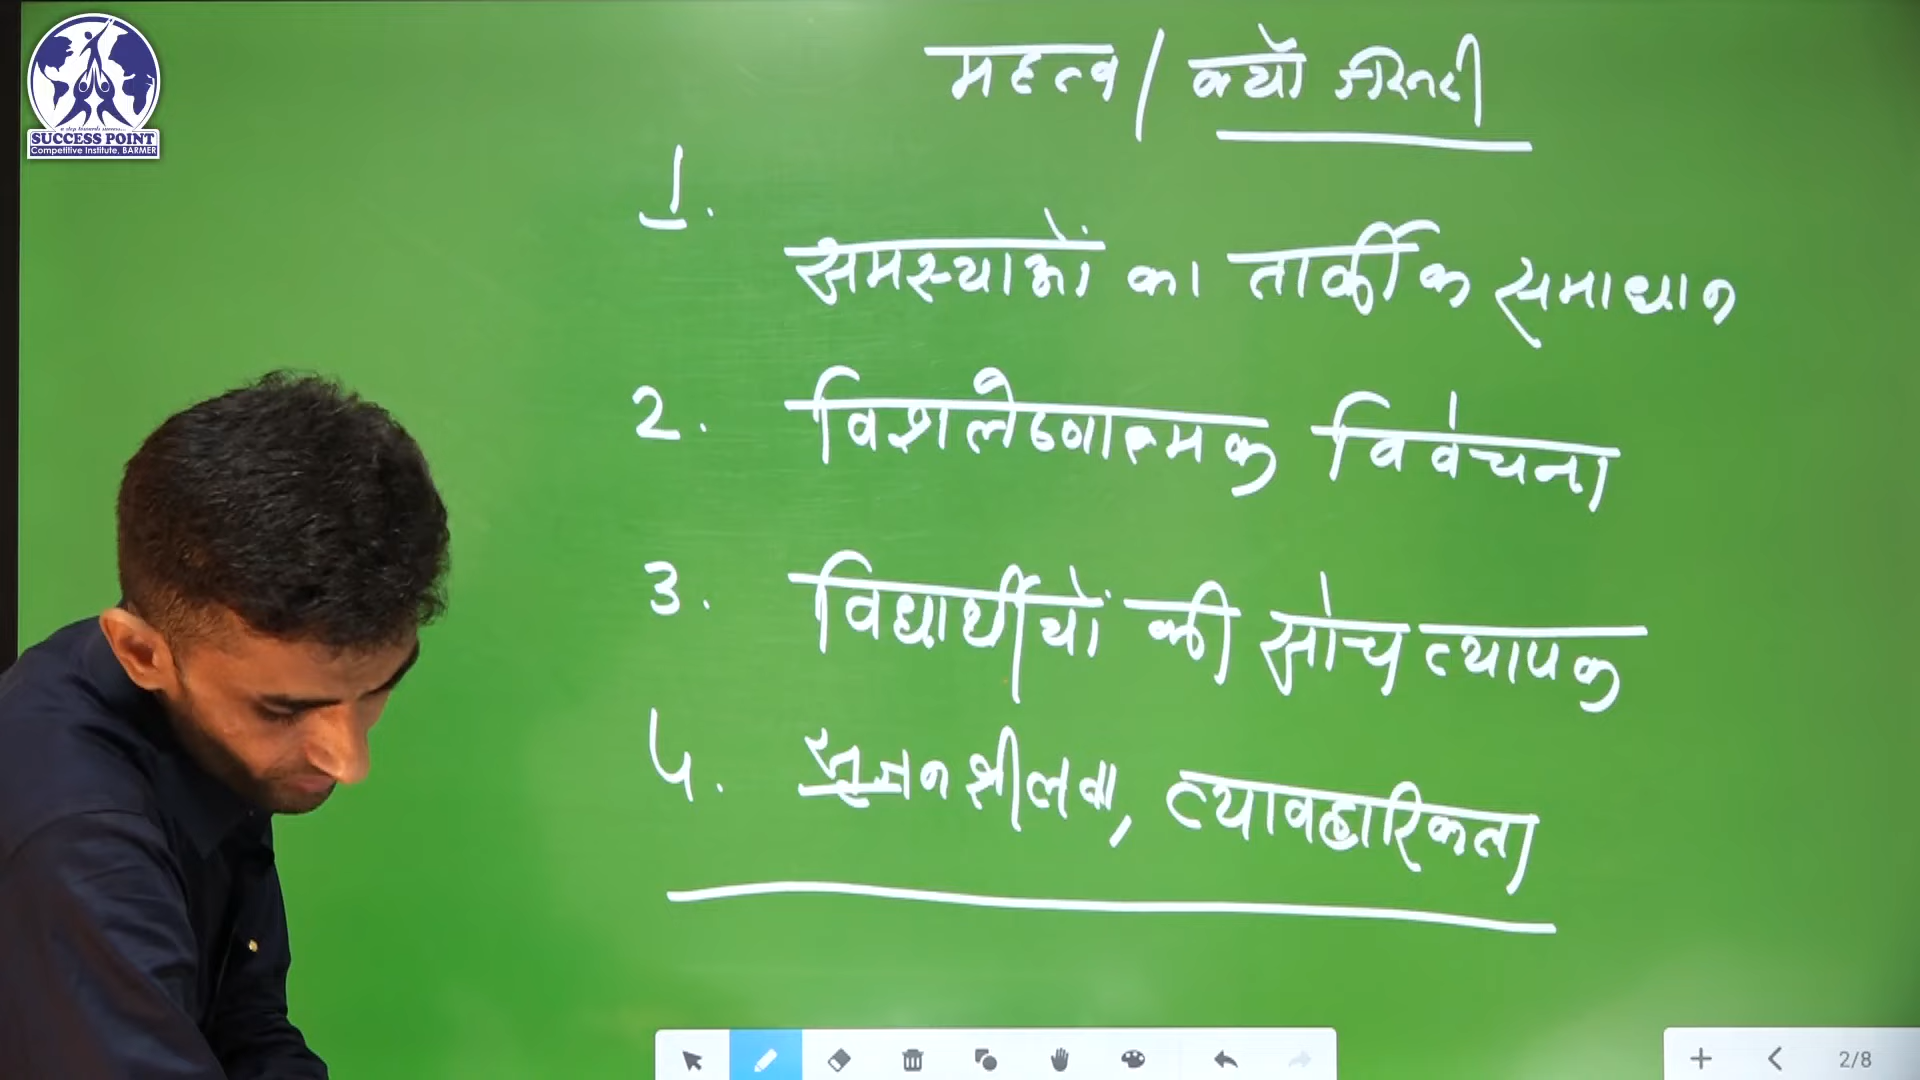 SUCCESS POINT
Competitive Institute, BARMER
महत्व / क्यों जरूरी
1.
समस्याओं का तार्कीक समाधान
2. विश्लेषणात्मक विवेचना
3. विद्यार्थीयों की सोच व्यापक
4. सृजनशीलता, व्यावहारिकता
2/8